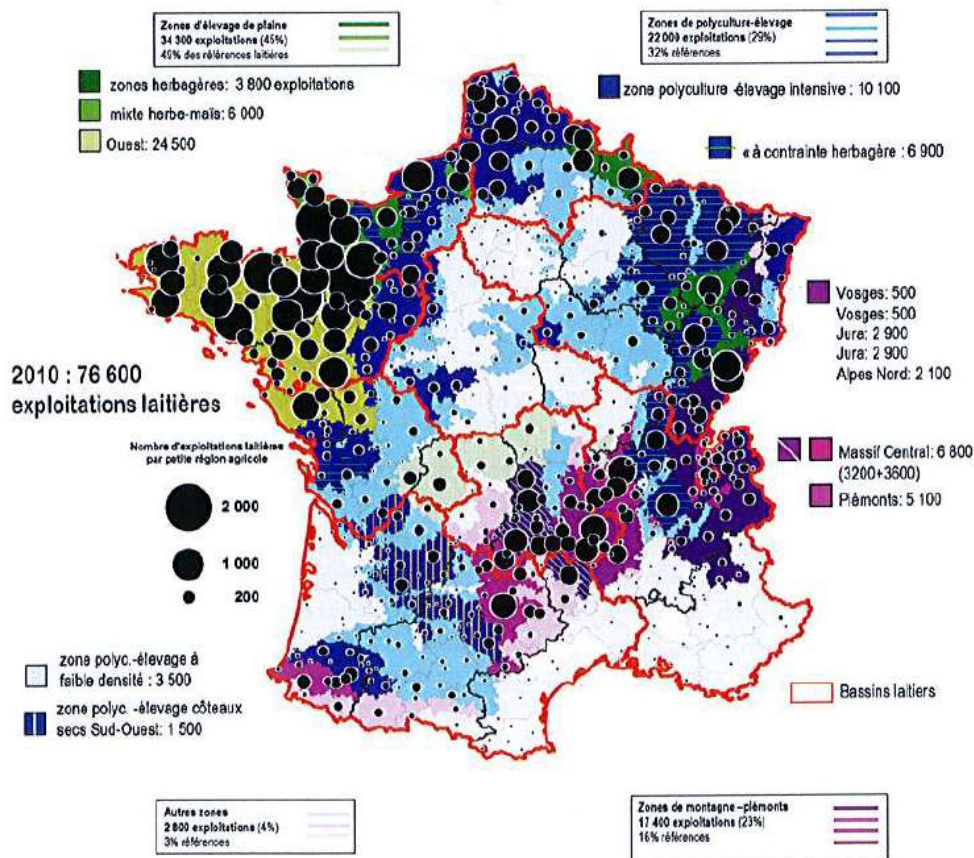 Zones d'élevage de plaine
34 300 exploitations (45%)
49% des références laitières
Zones de polyculture-élevage
22 000 exploitations (29%)
32% références
zones herbagères: 3 800 exploitations
mixte herbe-maïs: 6 000
Ouest: 24 500
zone polyculture -élevage intensive : 10 100
« à contrainte herbagère : 6 900
Vosges: 500
Vosges: 500
Jura: 2 900
Jura: 2 900
Alpes Nord: 2 100
2010 : 76 600
exploitations laitières
Nombre d'exploitations laitières
par petite région agricole
2 000
1 000
200
Massif Central: 6 800
(3200+3600)
Piémonts: 5 100
zone polyc.-élevage à
faible densité : 3 500
zone polyc. -élevage côteaux
secs Sud-Ouest: 1 500
Bassins laitiers
Autres zones
2 800 exploitations (4%)
3% références
Zones de montagne –piémonts
17 400 exploitations (23%)
16% références